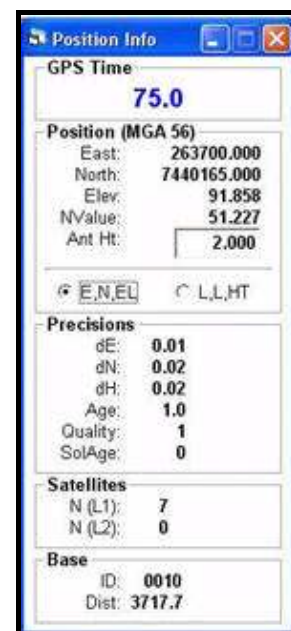 Position Info
GPS Time
75.0
Position (MGA 56)
East: 263700.000
North: 7440165.000
Elev: 91.858
NValue: 51.227
Ant Ht: 2.000
E,N,EL L,L,HT
Precisions
dE: 0.01
dN: 0.02
dH: 0.02
Age: 1.0
Quality: 1
SolAge: 0
Satellites
N (L1): 7
N (L2): 0
Base
ID: 0010
Dist: 3717.7